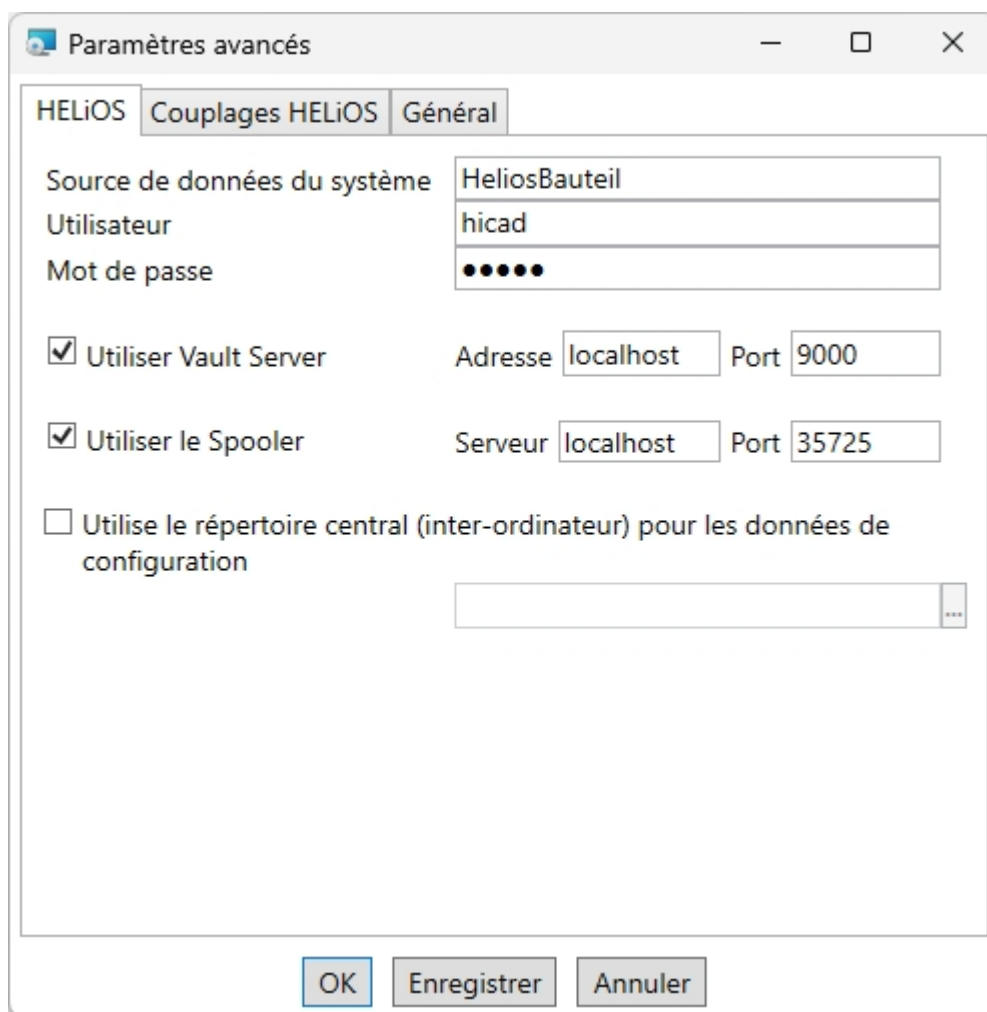 Paramètres avancés
HELiOS Couplages HELiOS Général
Source de données du système HeliosBauteil
Utilisateur hicad
Mot de passe ●●●●●
Utiliser Vault Server Adresse localhost Port 9000
Utiliser le Spooler Serveur localhost Port 35725
Utilise le répertoire central (inter-ordinateur) pour les données de
configuration
...
OK Enregistrer Annuler